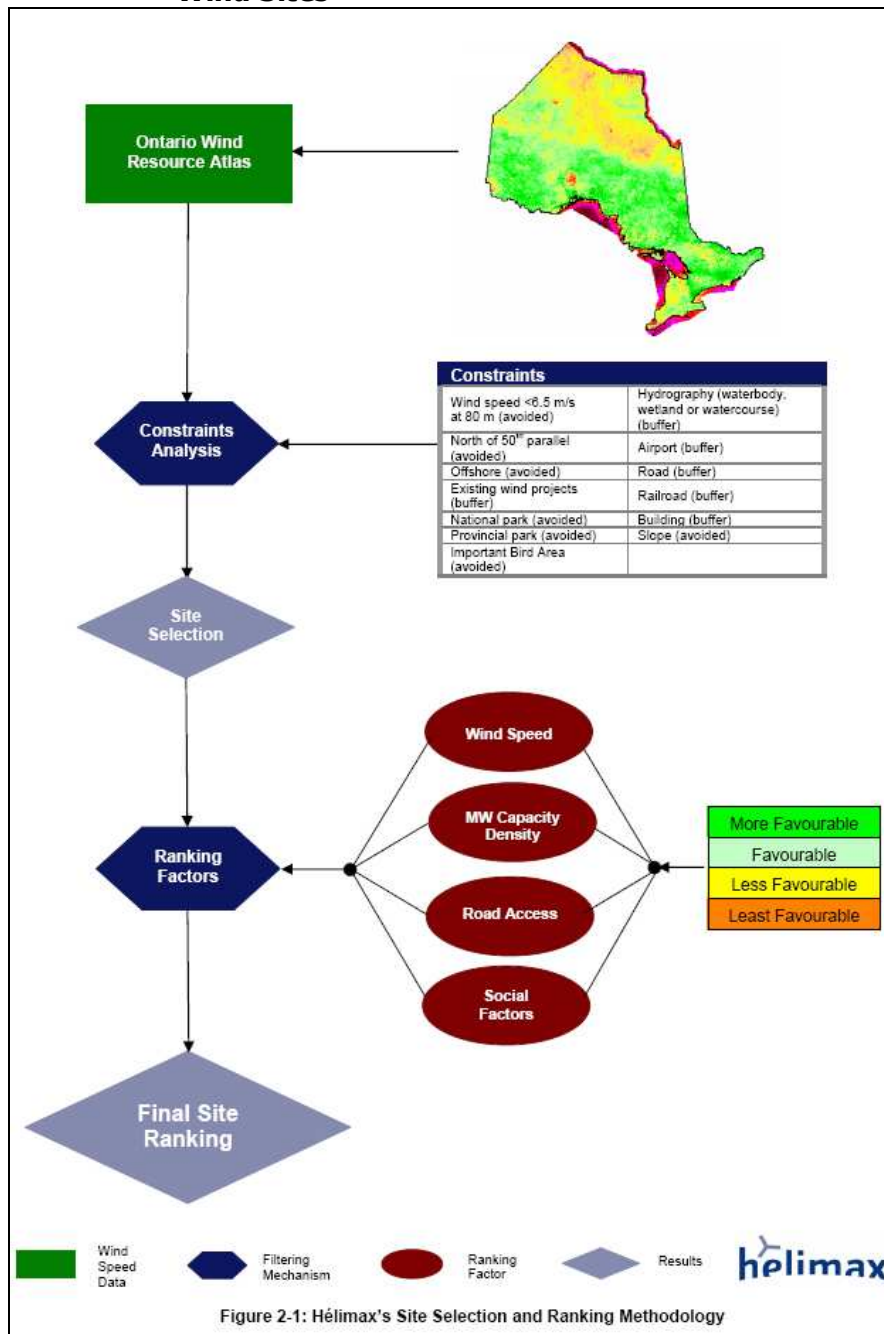 Wind Sites
Ontario Wind
Resource Atlas
Constraints
Wind speed <6.5 m/s
at 80 m (avoided)
Hydrography (waterbody,
wetland or watercourse)
(buffer)
North of 50th parallel
(avoided)
Airport (buffer)
Offshore (avoided)
Road (buffer)
Existing wind projects
(buffer)
Railroad (buffer)
National park (avoided)
Building (buffer)
Provincial park (avoided)
Slope (avoided)
Important Bird Area
(avoided)
Constraints
Analysis
Site
Selection
Wind Speed
MW Capacity
Density
Road Access
Social
Factors
More Favourable
Favourable
Less Favourable
Least Favourable
Ranking
Factors
Final Site
Ranking
Wind
Speed
Data
Filtering
Mechanism
Ranking
Factor
Results
hélimax
Figure 2-1: Hélimax's Site Selection and Ranking Methodology